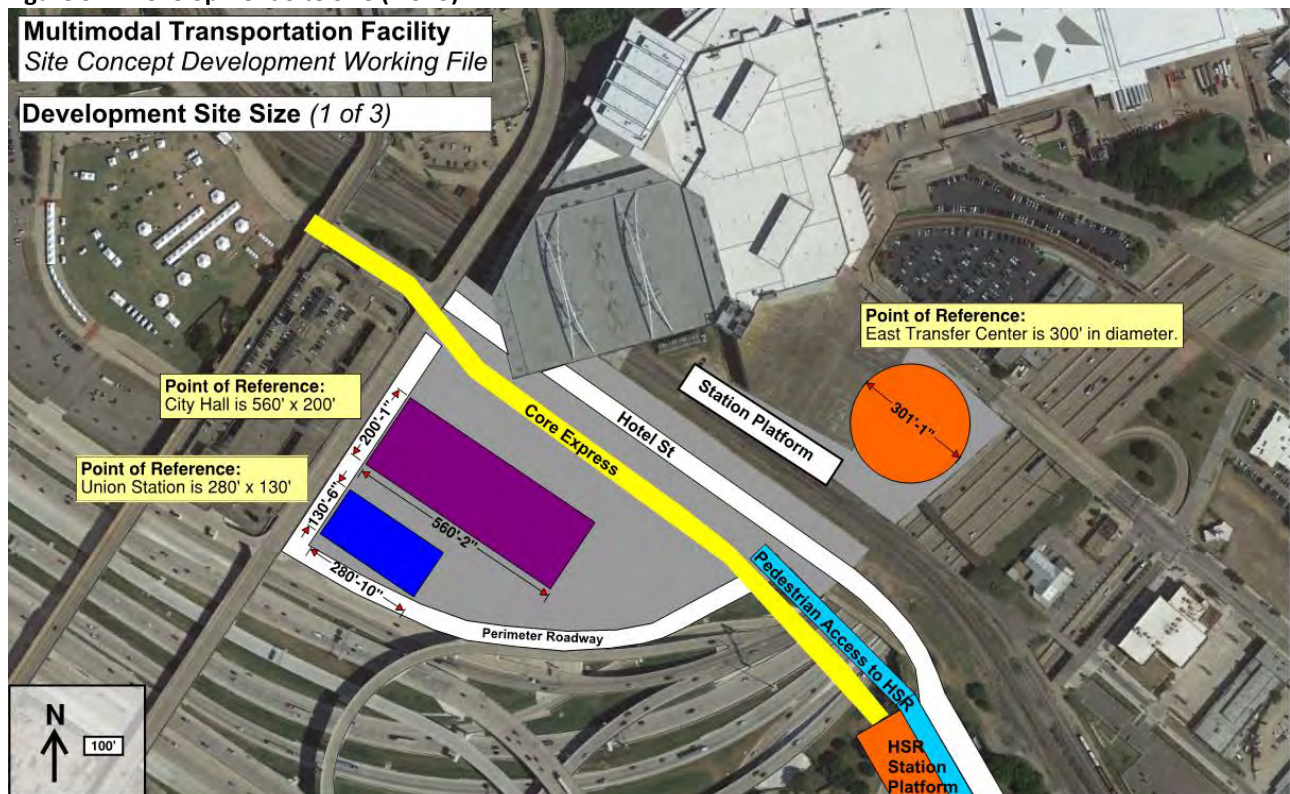 Multimodal Transportation Facility
Site Concept Development Working File
Development Site Size (1 of 3)
Point of Reference:
East Transfer Center is 300' in diameter.
Point of Reference:
City Hall is 560' x 200'
Point of Reference:
Union Station is 280' x 130'
200'-1"
130'-6"
560'-2"
280'-10"
301'-1"
Core Express
Hotel St
Station Platform
Perimeter Roadway
Pedestrian Access to HSR
HSR
Station
Platform
N
100'